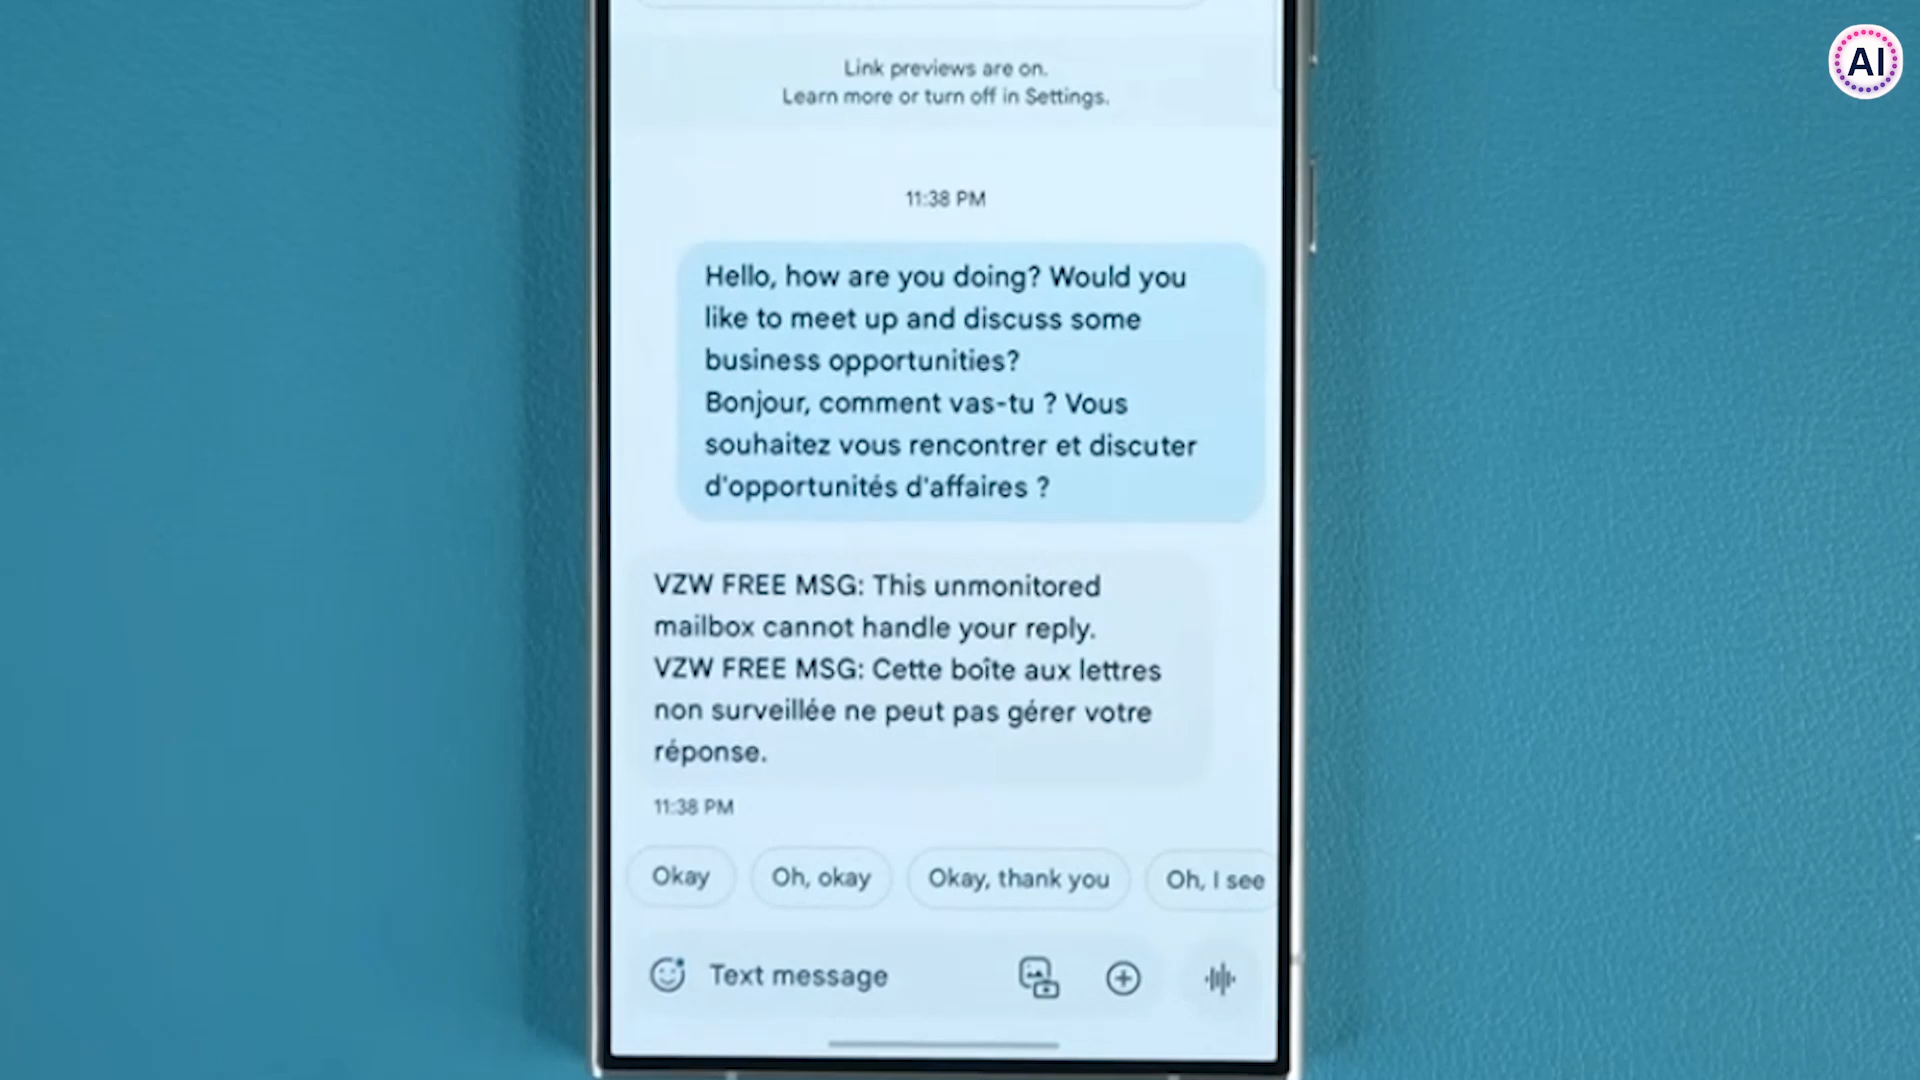 AI
Link previews are on.
Learn more or turn off in Settings.
11:38 PM
Hello, how are you doing? Would you
like to meet up and discuss some
business opportunities?
Bonjour, comment vas-tu ? Vous
souhaitez vous rencontrer et discuter
d'opportunités d'affaires ?
VZW FREE MSG: This unmonitored
mailbox cannot handle your reply.
VZW FREE MSG: Cette boîte aux lettres
non surveillée ne peut pas gérer votre
réponse.
11:38 PM
Okay
Oh, okay
Okay, thank you
Oh, I see
Text message